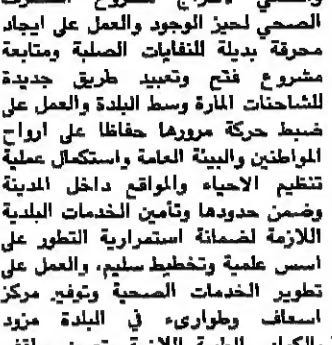 الصحي لحيز الوجود والعمل على ايجاد
محرقة بديلة للنفايات الصلبة ومتابعة
مشروع فتح وتعبيد طريق جديدة
للشاحنات المارة وسط البلدة والعمل على
ضبط حركة مرورها حفاظا على ارواح
المواطنين والبيئة العامة واستكمال عملية
تنظيم الاحياء والمواقع داخل المدينة
وضمن حدودها وتأمين الخدمات البلدية
اللازمة لضمانة استمرارية التطور على
اسس علمية وتخطيط سليم، والعمل على
تطوير الخدمات الصحية وتوفير مركز
اسعاف وطوارىء في البلدة مزود